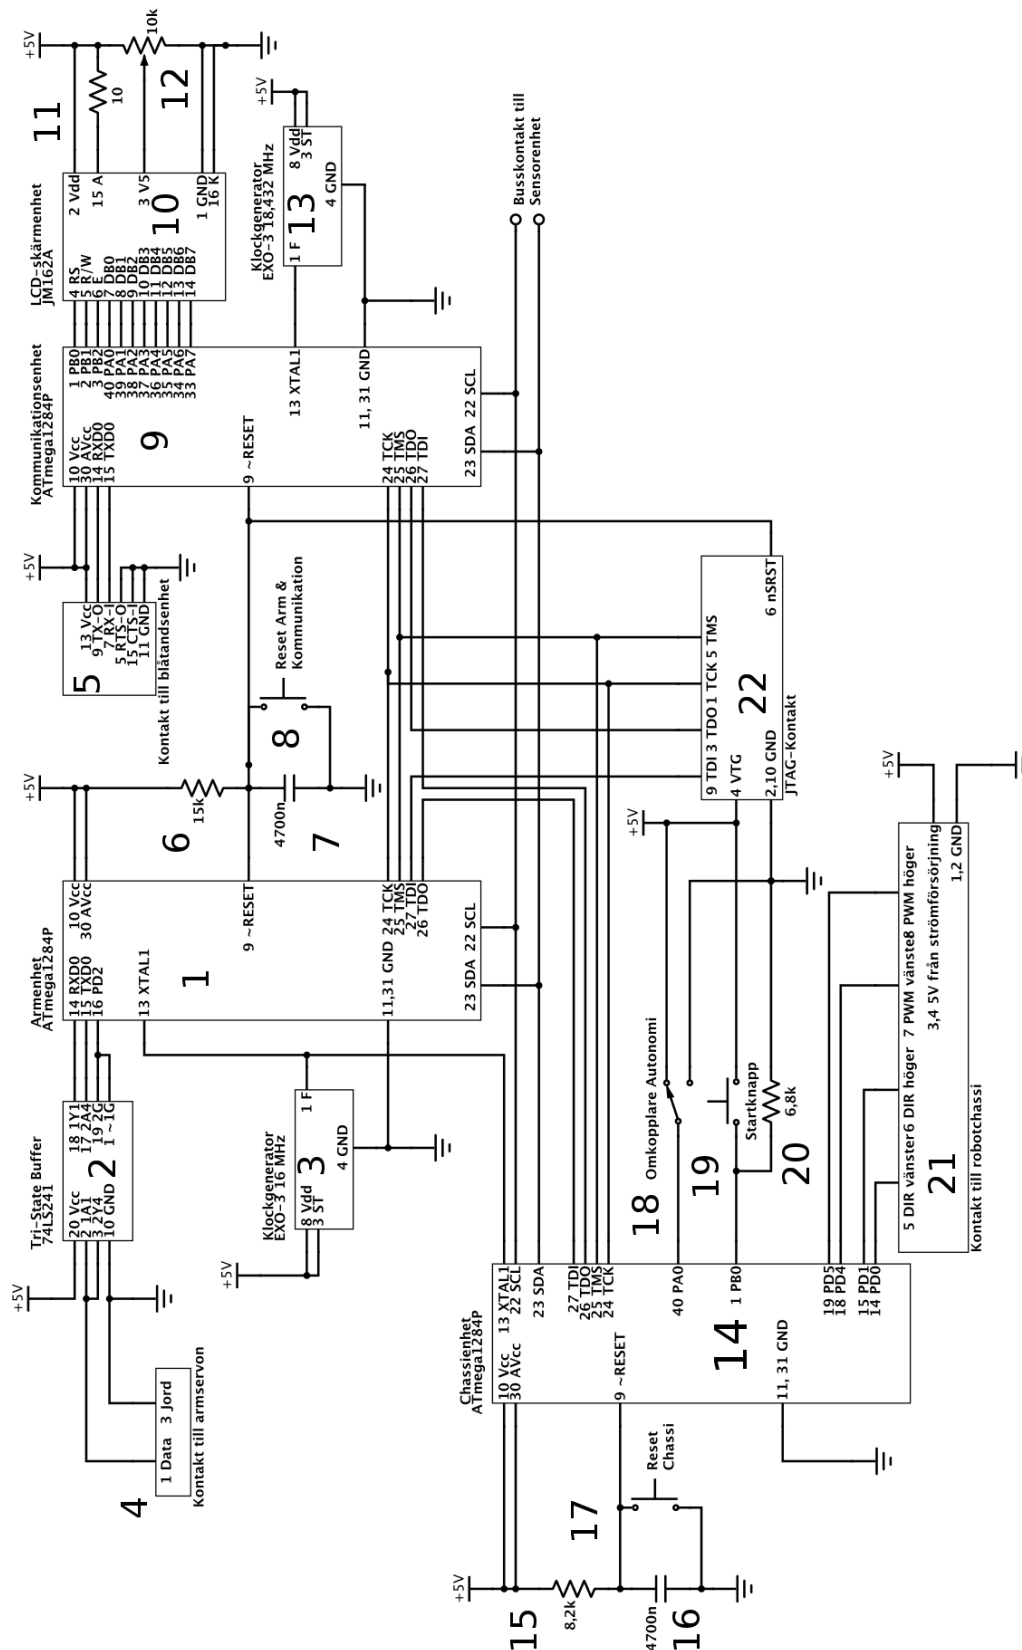 +5V
11
2 Vdd
15 A
3 V5
1 GND
16 K
10
10k
12
LCD-skärmenhet
JM162A
4 RS
5 R/W
6 E
7 DB0
8 DB1
9 DB2
10 DB3
11 DB4
12 DB5
13 DB6
14 DB7
10
Klockgenerator
EXO-3 18,432 MHz
1 F
8 Vdd
3 ST
4 GND
13
+5V
Busskontakt till
Sensorenhet
Kommunikationsenhet
ATmega1284P
1 PB0
2 PB1
3 PB2
40 PA0
39 PA1
38 PA2
37 PA3
36 PA4
35 PA5
34 PA6
33 PA7
10 Vcc
30 AVcc
14 RXD0
15 TXD0
9
9 ~RESET
13 XTAL1
11, 31 GND
24 TCK
25 TMS
26 TDO
27 TDI
23 SDA
22 SCL
+5V
13 Vcc
9 TX-O
7 RX-I
5 RTS-O
15 CTS-I
11 GND
5
Kontakt till blåtandsenhet
Reset Arm &
Kommunikation
8
+5V
6
15k
4700n
7
Armenhet
ATmega1284P
10 Vcc
30 AVcc
14 RXD0
15 TXD0
16 PD2
13 XTAL1
1
9 ~RESET
11,31 GND
24 TCK
25 TMS
27 TDI
26 TDO
23 SDA
22 SCL
Tri-State Buffer
74LS241
18 1Y1
17 2A4
19 2G
1 ~1G
20 Vcc
2 1A1
3 2Y4
10 GND
2
+5V
Klockgenerator
EXO-3 16 MHz
8 Vdd
3 ST
1 F
4 GND
3
+5V
4
1 Data
3 Jord
Kontakt till armservon
9 TDI
3 TDO
1 TCK
5 TMS
4 VTG
2,10 GND
6 nSRST
22
JTAG-Kontakt
+5V
18
Omkopplare Autonomi
19
Startknapp
6,8k
20
Chassienhet
ATmega1284P
10 Vcc
30 AVcc
13 XTAL1
22 SCL
23 SDA
27 TDI
26 TDO
25 TMS
24 TCK
40 PA0
1 PB0
9 ~RESET
14
11, 31 GND
19 PD5
18 PD4
15 PD1
14 PD0
+5V
15
8,2k
17
Reset
Chassi
4700n
16
5 DIR vänster
6 DIR höger
7 PWM vänster
8 PWM höger
3,4 5V från strömförsörjning
1,2 GND
21
Kontakt till robotchassi
+5V